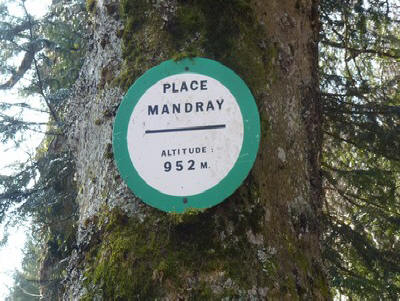 PLACE
MANDRAY
ALTITUDE :
952 M.